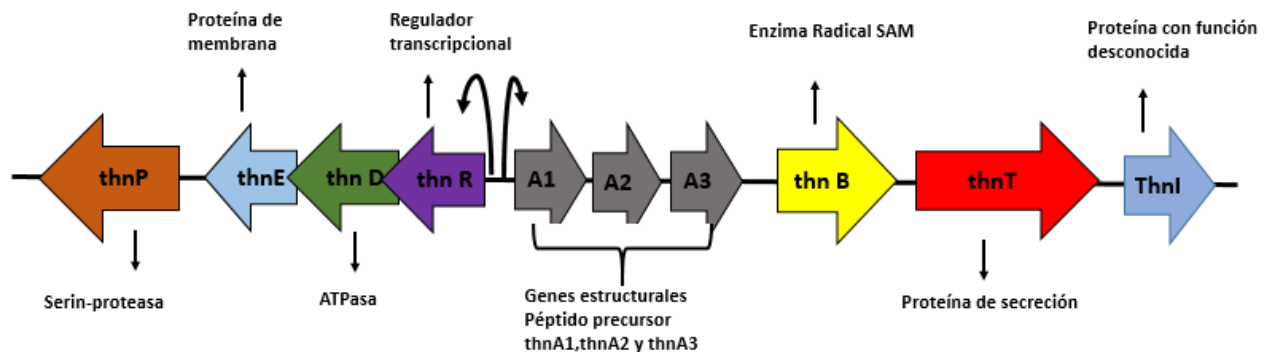 Proteína de
membrana
Regulador
transcripcional
Enzima Radical SAM
Proteína con función
desconocida
thnP
thnE
thn D
thn R
A1
A2
A3
thn B
thnT
ThnI
Serin-proteasa
ATPasa
Genes estructurales
Péptido precursor
thnA1,thnA2 y thnA3
Proteína de secreción